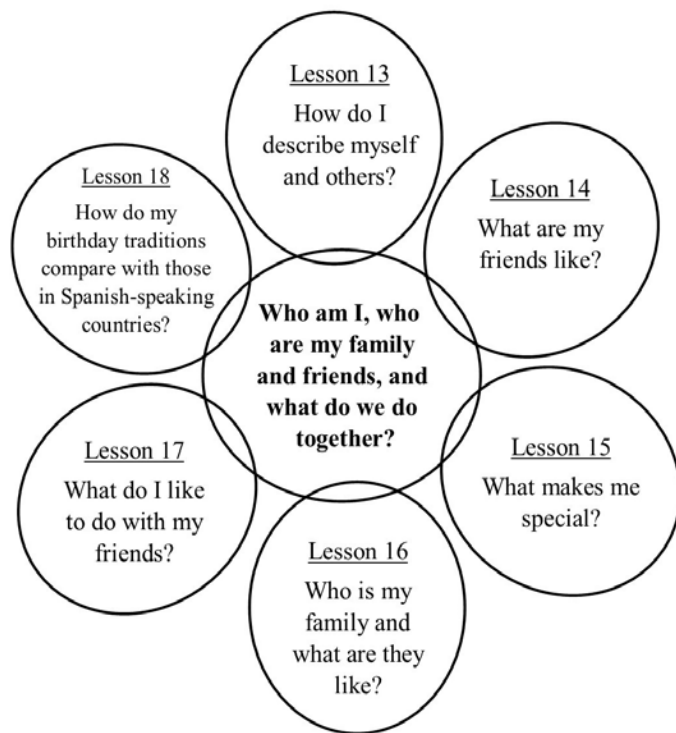 Lesson 13
How do I
describe myself
and others?
Lesson 14
What are my
friends like?
Lesson 15
What makes me
special?
Lesson 16
Who is my
family and
what are they
like?
Lesson 17
What do I like
to do with my
friends?
Lesson 18
How do my
birthday traditions
compare with those
in Spanish-speaking
countries?
Who am I, who
are my family
and friends, and
what do we do
together?